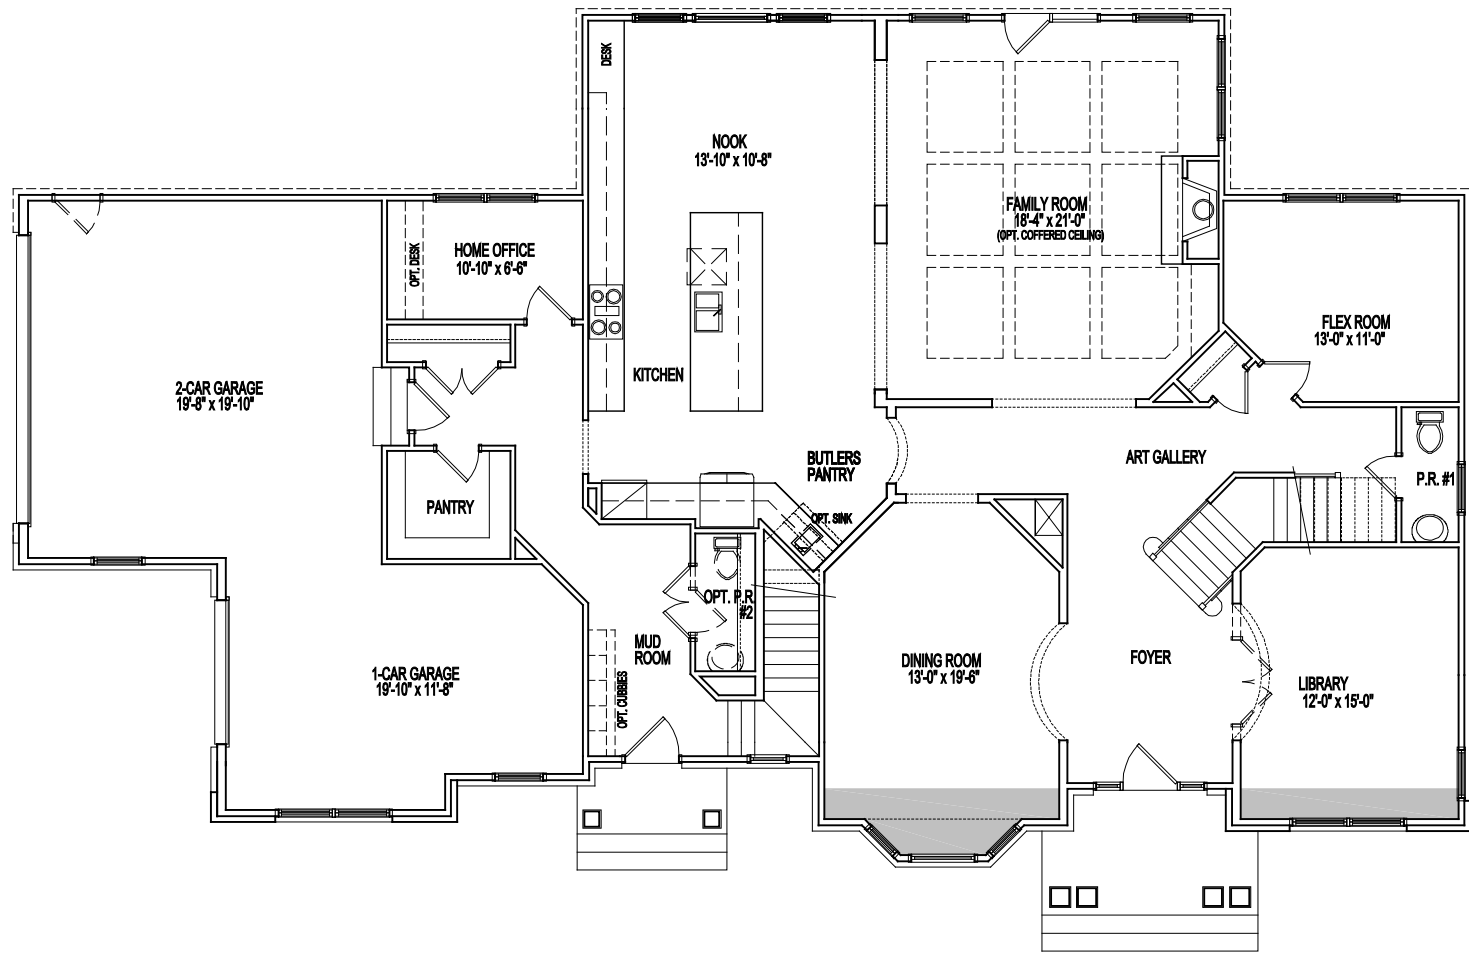 DESK
NOOK
13'-10" x 10'-8"
FAMILY ROOM
18'-4" x 21'-0"
(OPT. COFFERED CEILING)
HOME OFFICE
10'-10" x 6'-6"
OPT. DESK
FLEX ROOM
13'-0" x 11'-0"
2-CAR GARAGE
19'-8" x 19'-10"
KITCHEN
BUTLERS
PANTRY
ART GALLERY
P.R. #1
PANTRY
OPT. SINK
OPT. P.R.
#2
MUD
ROOM
OPT. CUBBIES
1-CAR GARAGE
19'-10" x 11'-8"
DINING ROOM
13'-0" x 19'-6"
FOYER
LIBRARY
12'-0" x 15'-0"